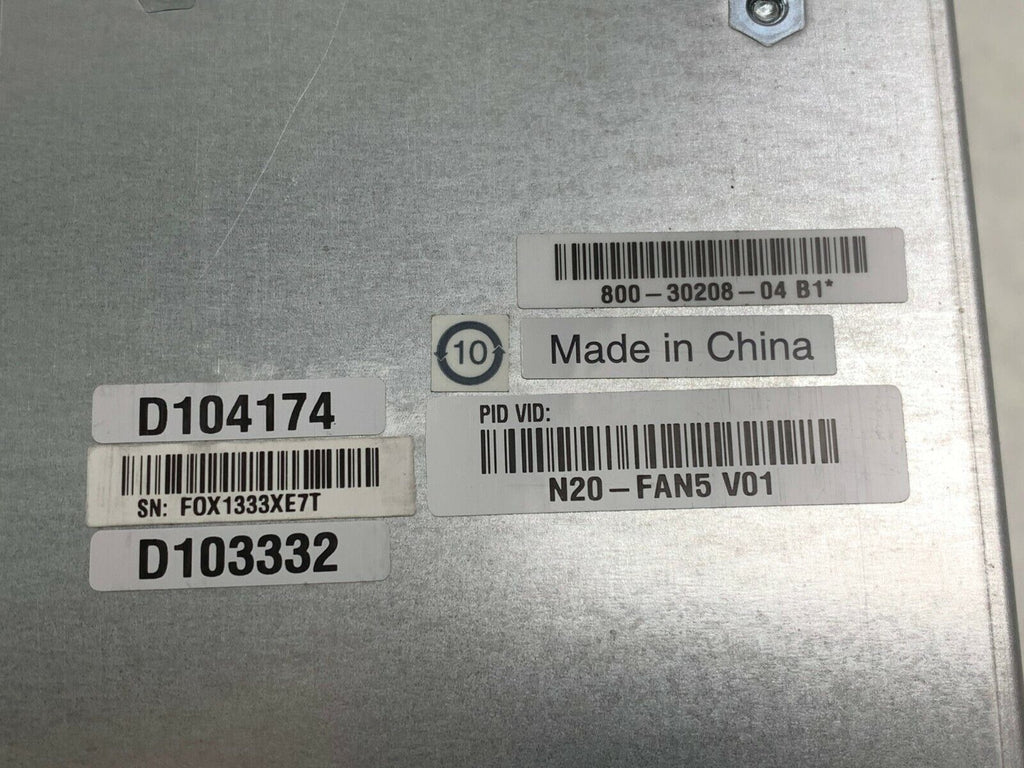 800-30208-04 B1*
10
Made in China
PID VID:
N20-FAN5 V01
D104174
SN: FOX1333XE7T
D103332